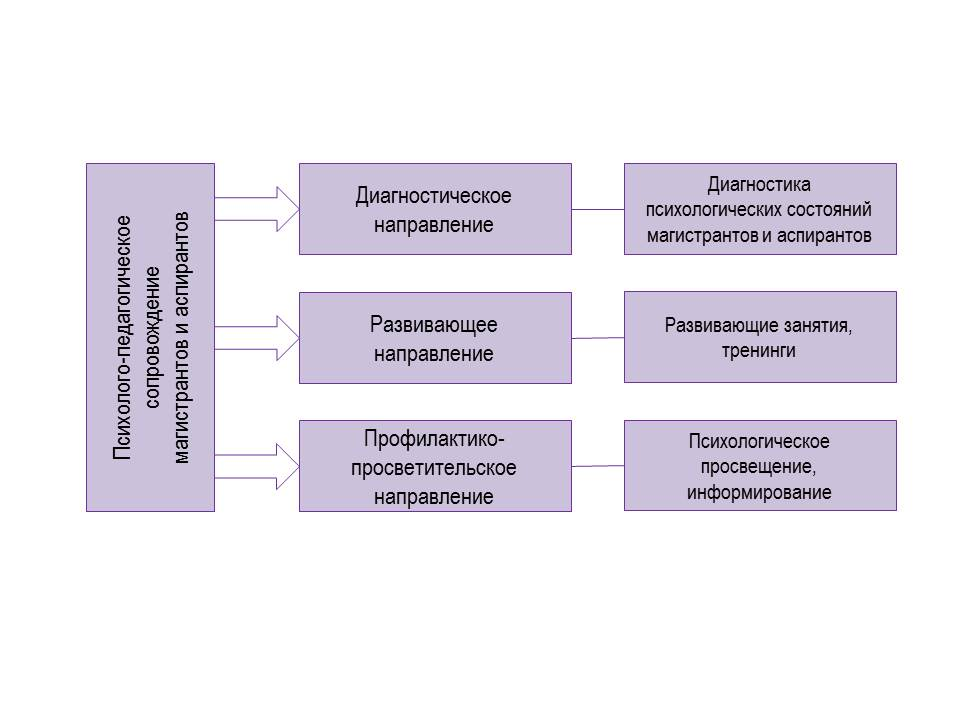 Психолого-педагогическое
сопровождение
магистрантов и аспирантов
Диагностическое
направление
Диагностика
психологических состояний
магистрантов и аспирантов
Развивающее
направление
Развивающие занятия,
тренинги
Профилактико-
просветительское
направление
Психологическое
просвещение,
информирование